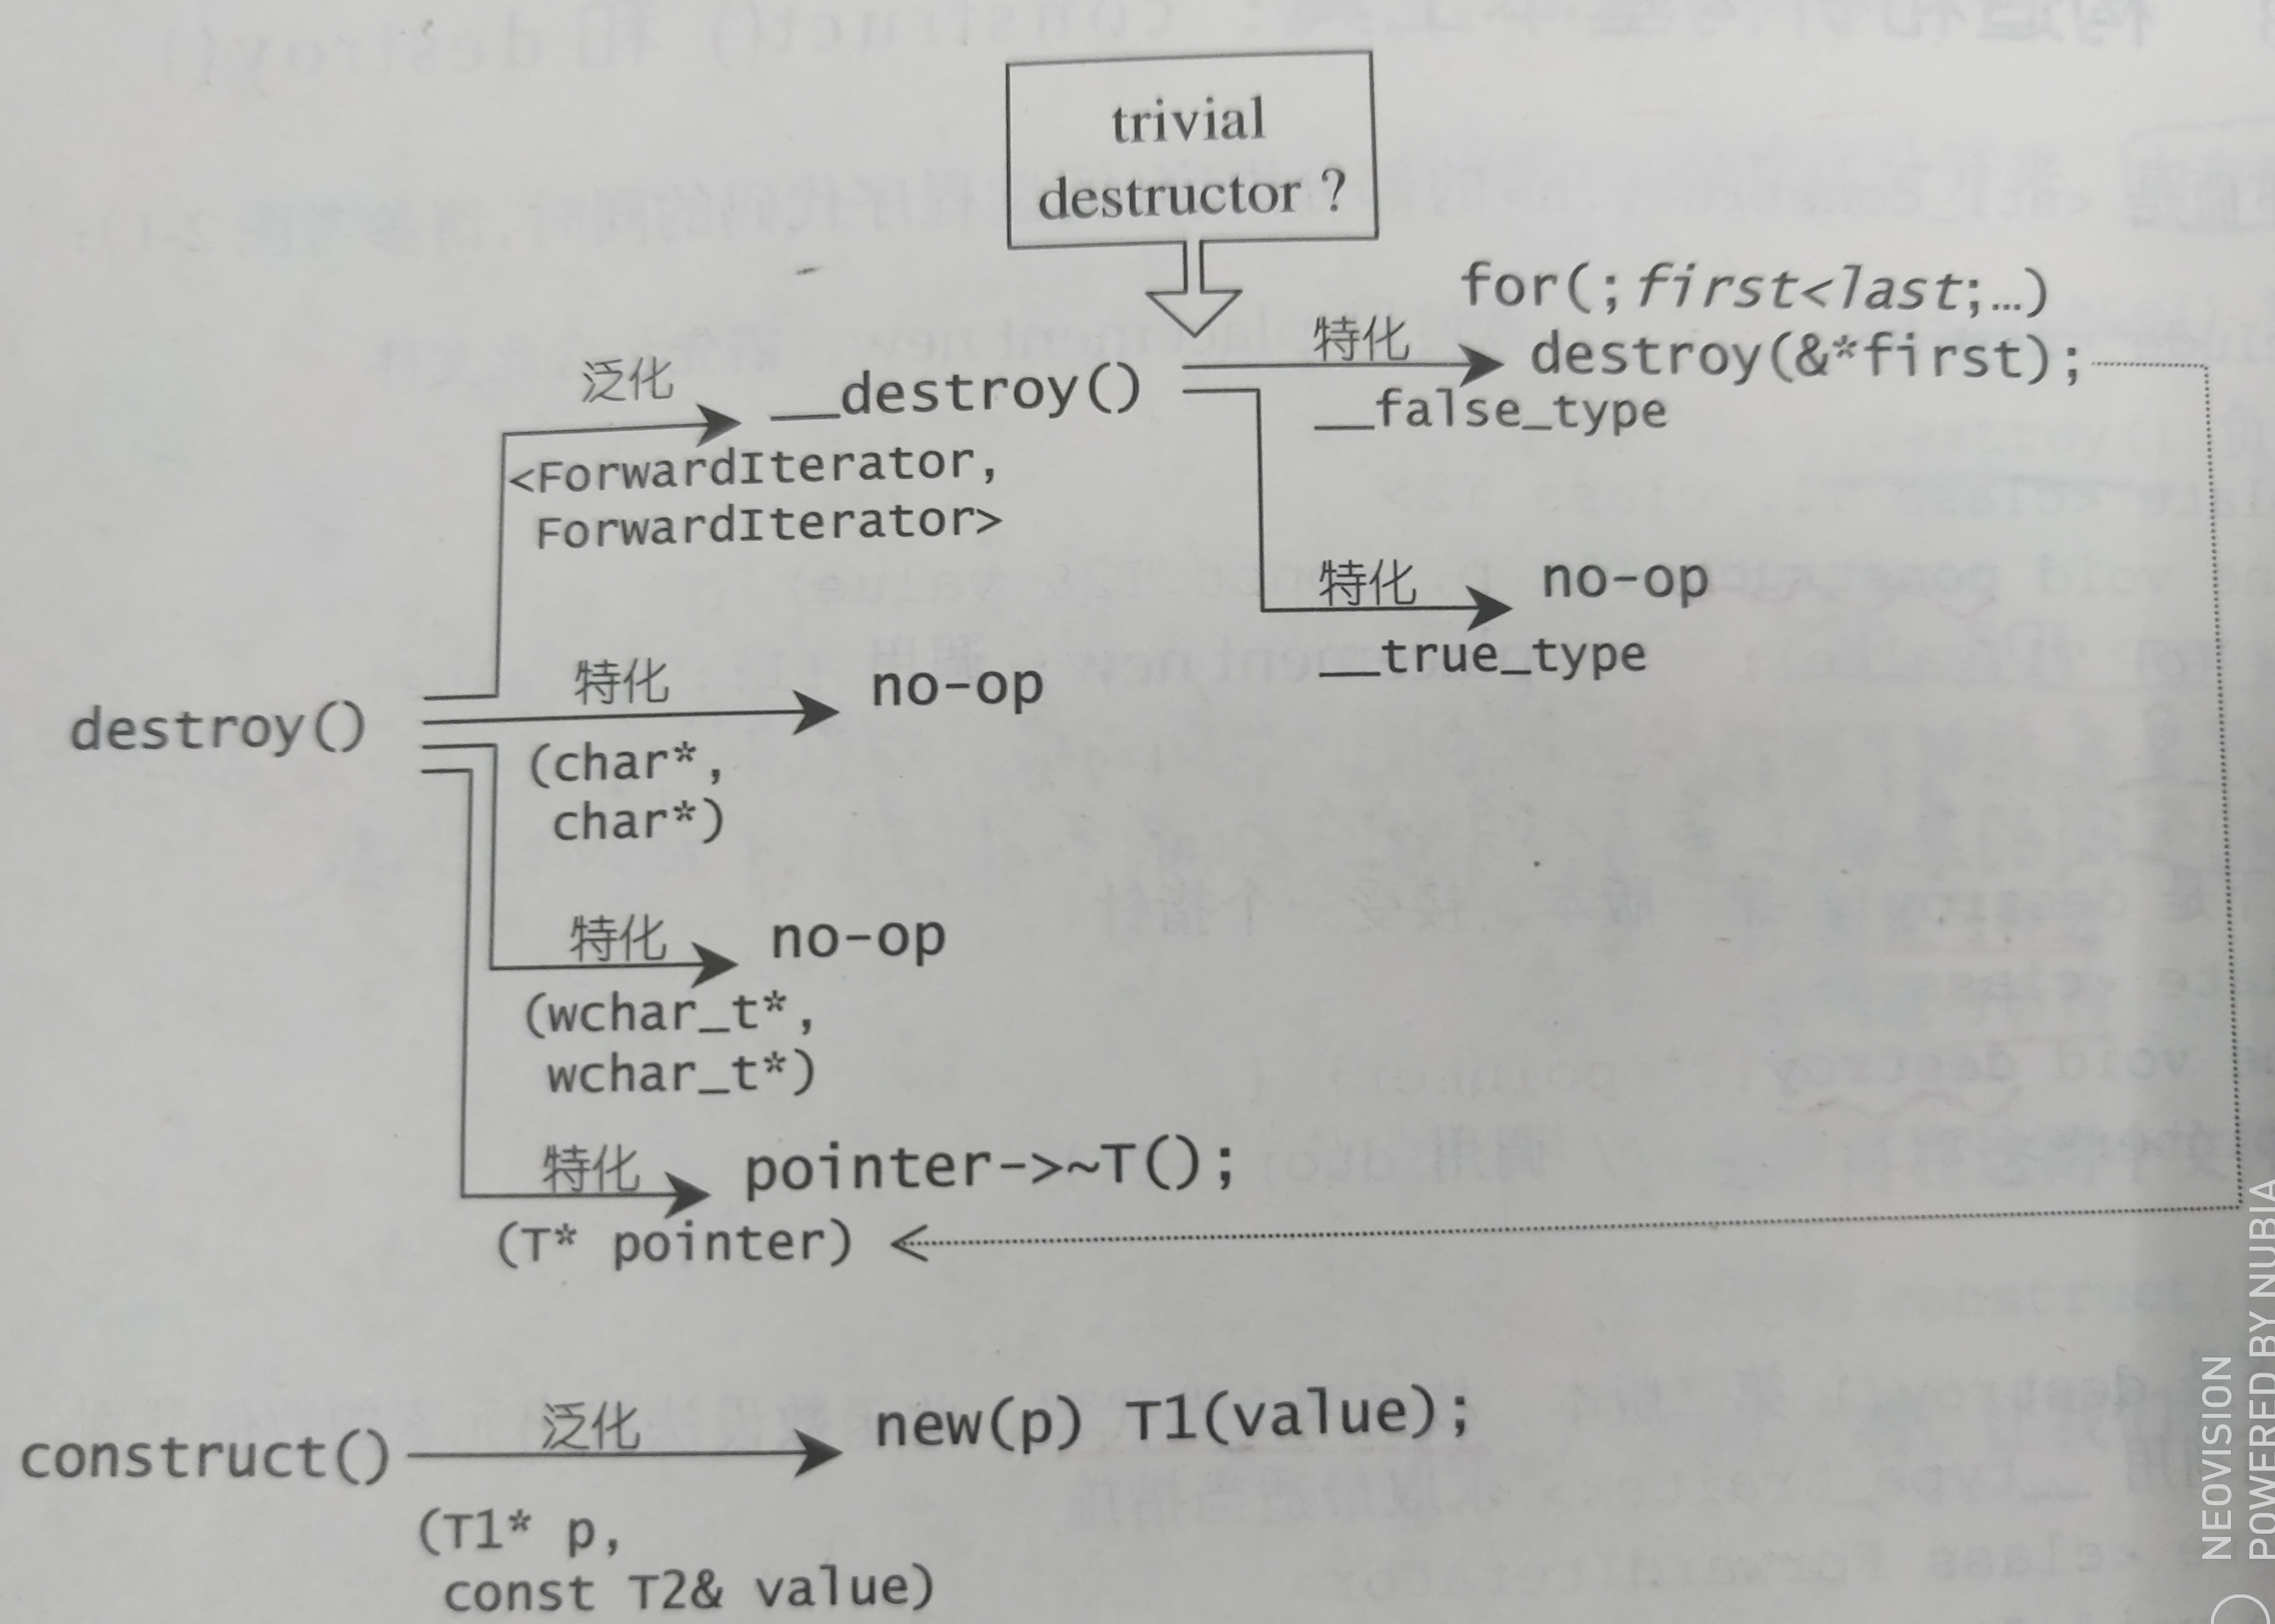 trivial
destructor ?
for(;first<last;…)
特化
destroy(&*first);
__false_type
泛化
__destroy()
<ForwardIterator,
ForwardIterator>
特化
no-op
__true_type
destroy()
特化
no-op
(char*,
char*)
特化
no-op
(wchar_t*,
wchar_t*)
特化
pointer->~T();
(T* pointer)
construct()
泛化
new(p) T1(value);
(T1* p,
const T2& value)
NEOVISION
POWERED BY NUBIA